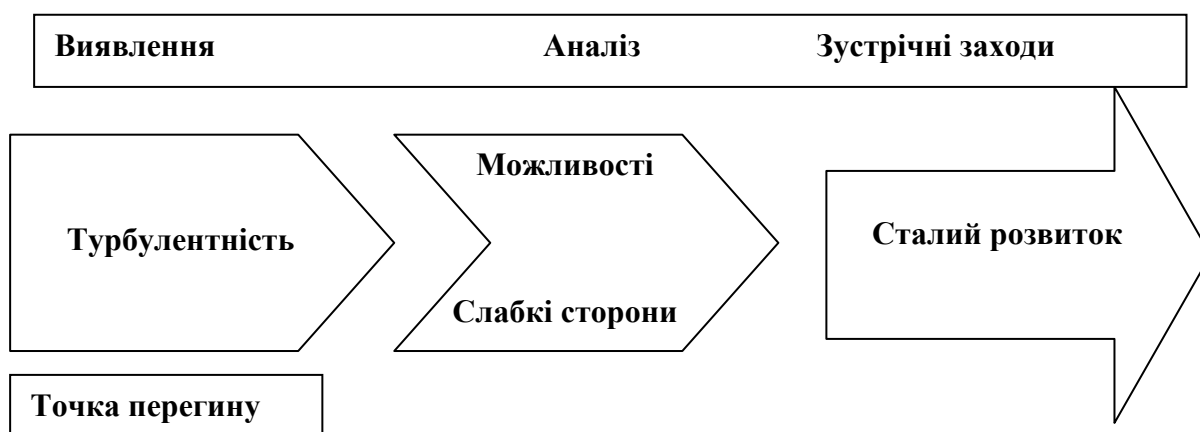 Виявлення Аналіз Зустрічні заходи
Можливості
Турбулентність
Сталий розвиток
Слабкі сторони
Точка перегину